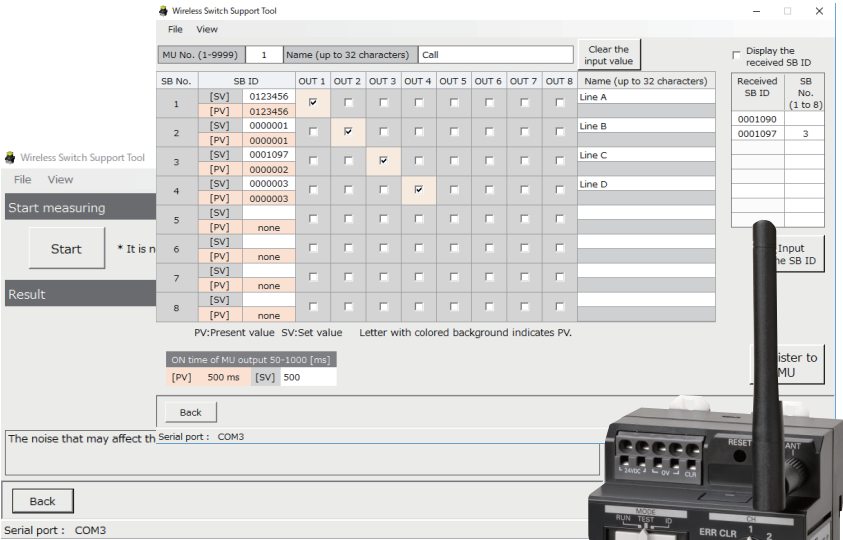 Wireless Switch Support Tool
File View
MU No. (1-9999) 1 Name (up to 32 characters) Call
Clear the
input value
Display the
received SB ID
SB No. SB ID OUT 1 OUT 2 OUT 3 OUT 4 OUT 5 OUT 6 OUT 7 OUT 8 Name (up to 32 characters)
1 [SV] 0123456 Line A
[PV] 0123456
2 [SV] 0000001 Line B
[PV] 0000001
3 [SV] 0001097 Line C
[PV] 0000002
4 [SV] 0000003 Line D
[PV] 0000003
5 [SV]
[PV] none
6 [SV]
[PV] none
7 [SV]
[PV] none
8 [SV]
[PV] none
Received
SB ID
SB
No.
(1 to 8)
0001090
0001097 3
Input
SB ID
PV:Present value SV:Set value Letter with colored background indicates PV.
ON time of MU output 50-1000 [ms]
[PV] 500 ms [SV] 500
to
MU
Back
Serial port : COM3
Wireless Switch Support Tool
File View
Start measuring
Start * It is n
Result
The noise that may affect th
Back
Serial port : COM3
RESET ANT
24VDC 0V CLR
MODE
RUN TEST ID
CH
ERR CLR 1 2